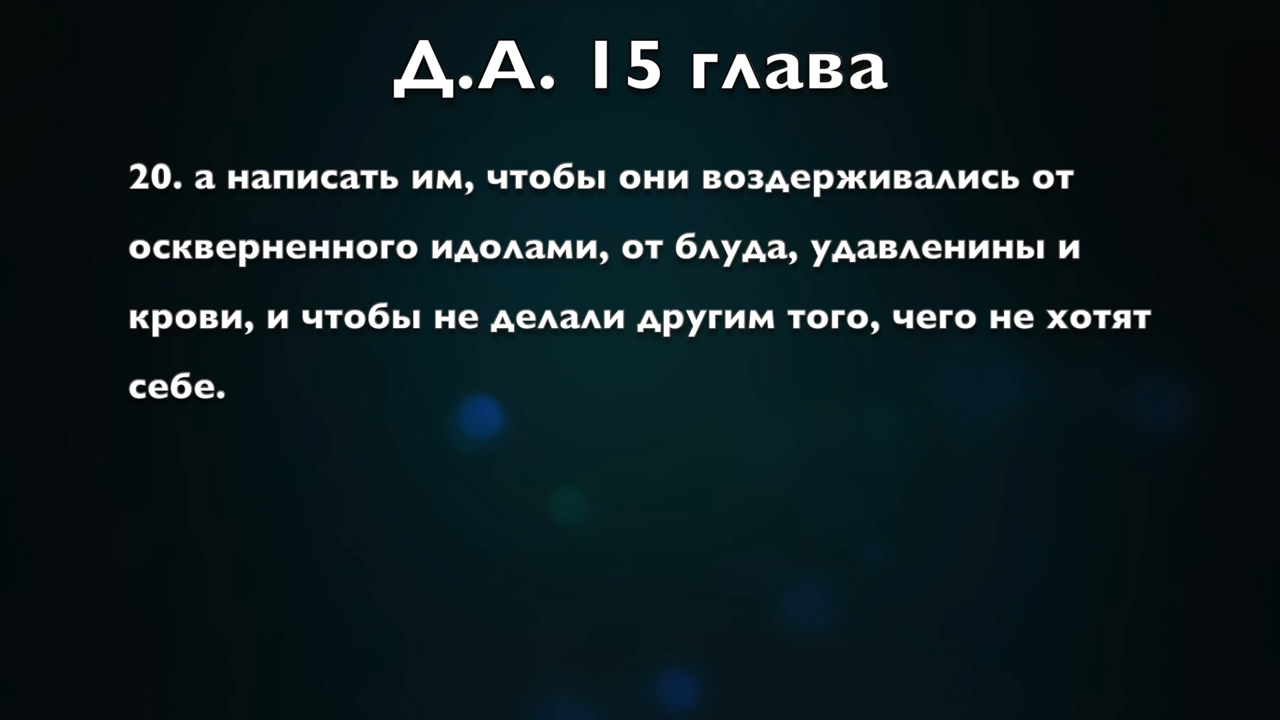 Д.А. 15 глава
20. а написать им, чтобы они воздерживались от
оскверненного идолами, от блуда, удавленины и
крови, и чтобы не делали другим того, чего не хотят
себе.